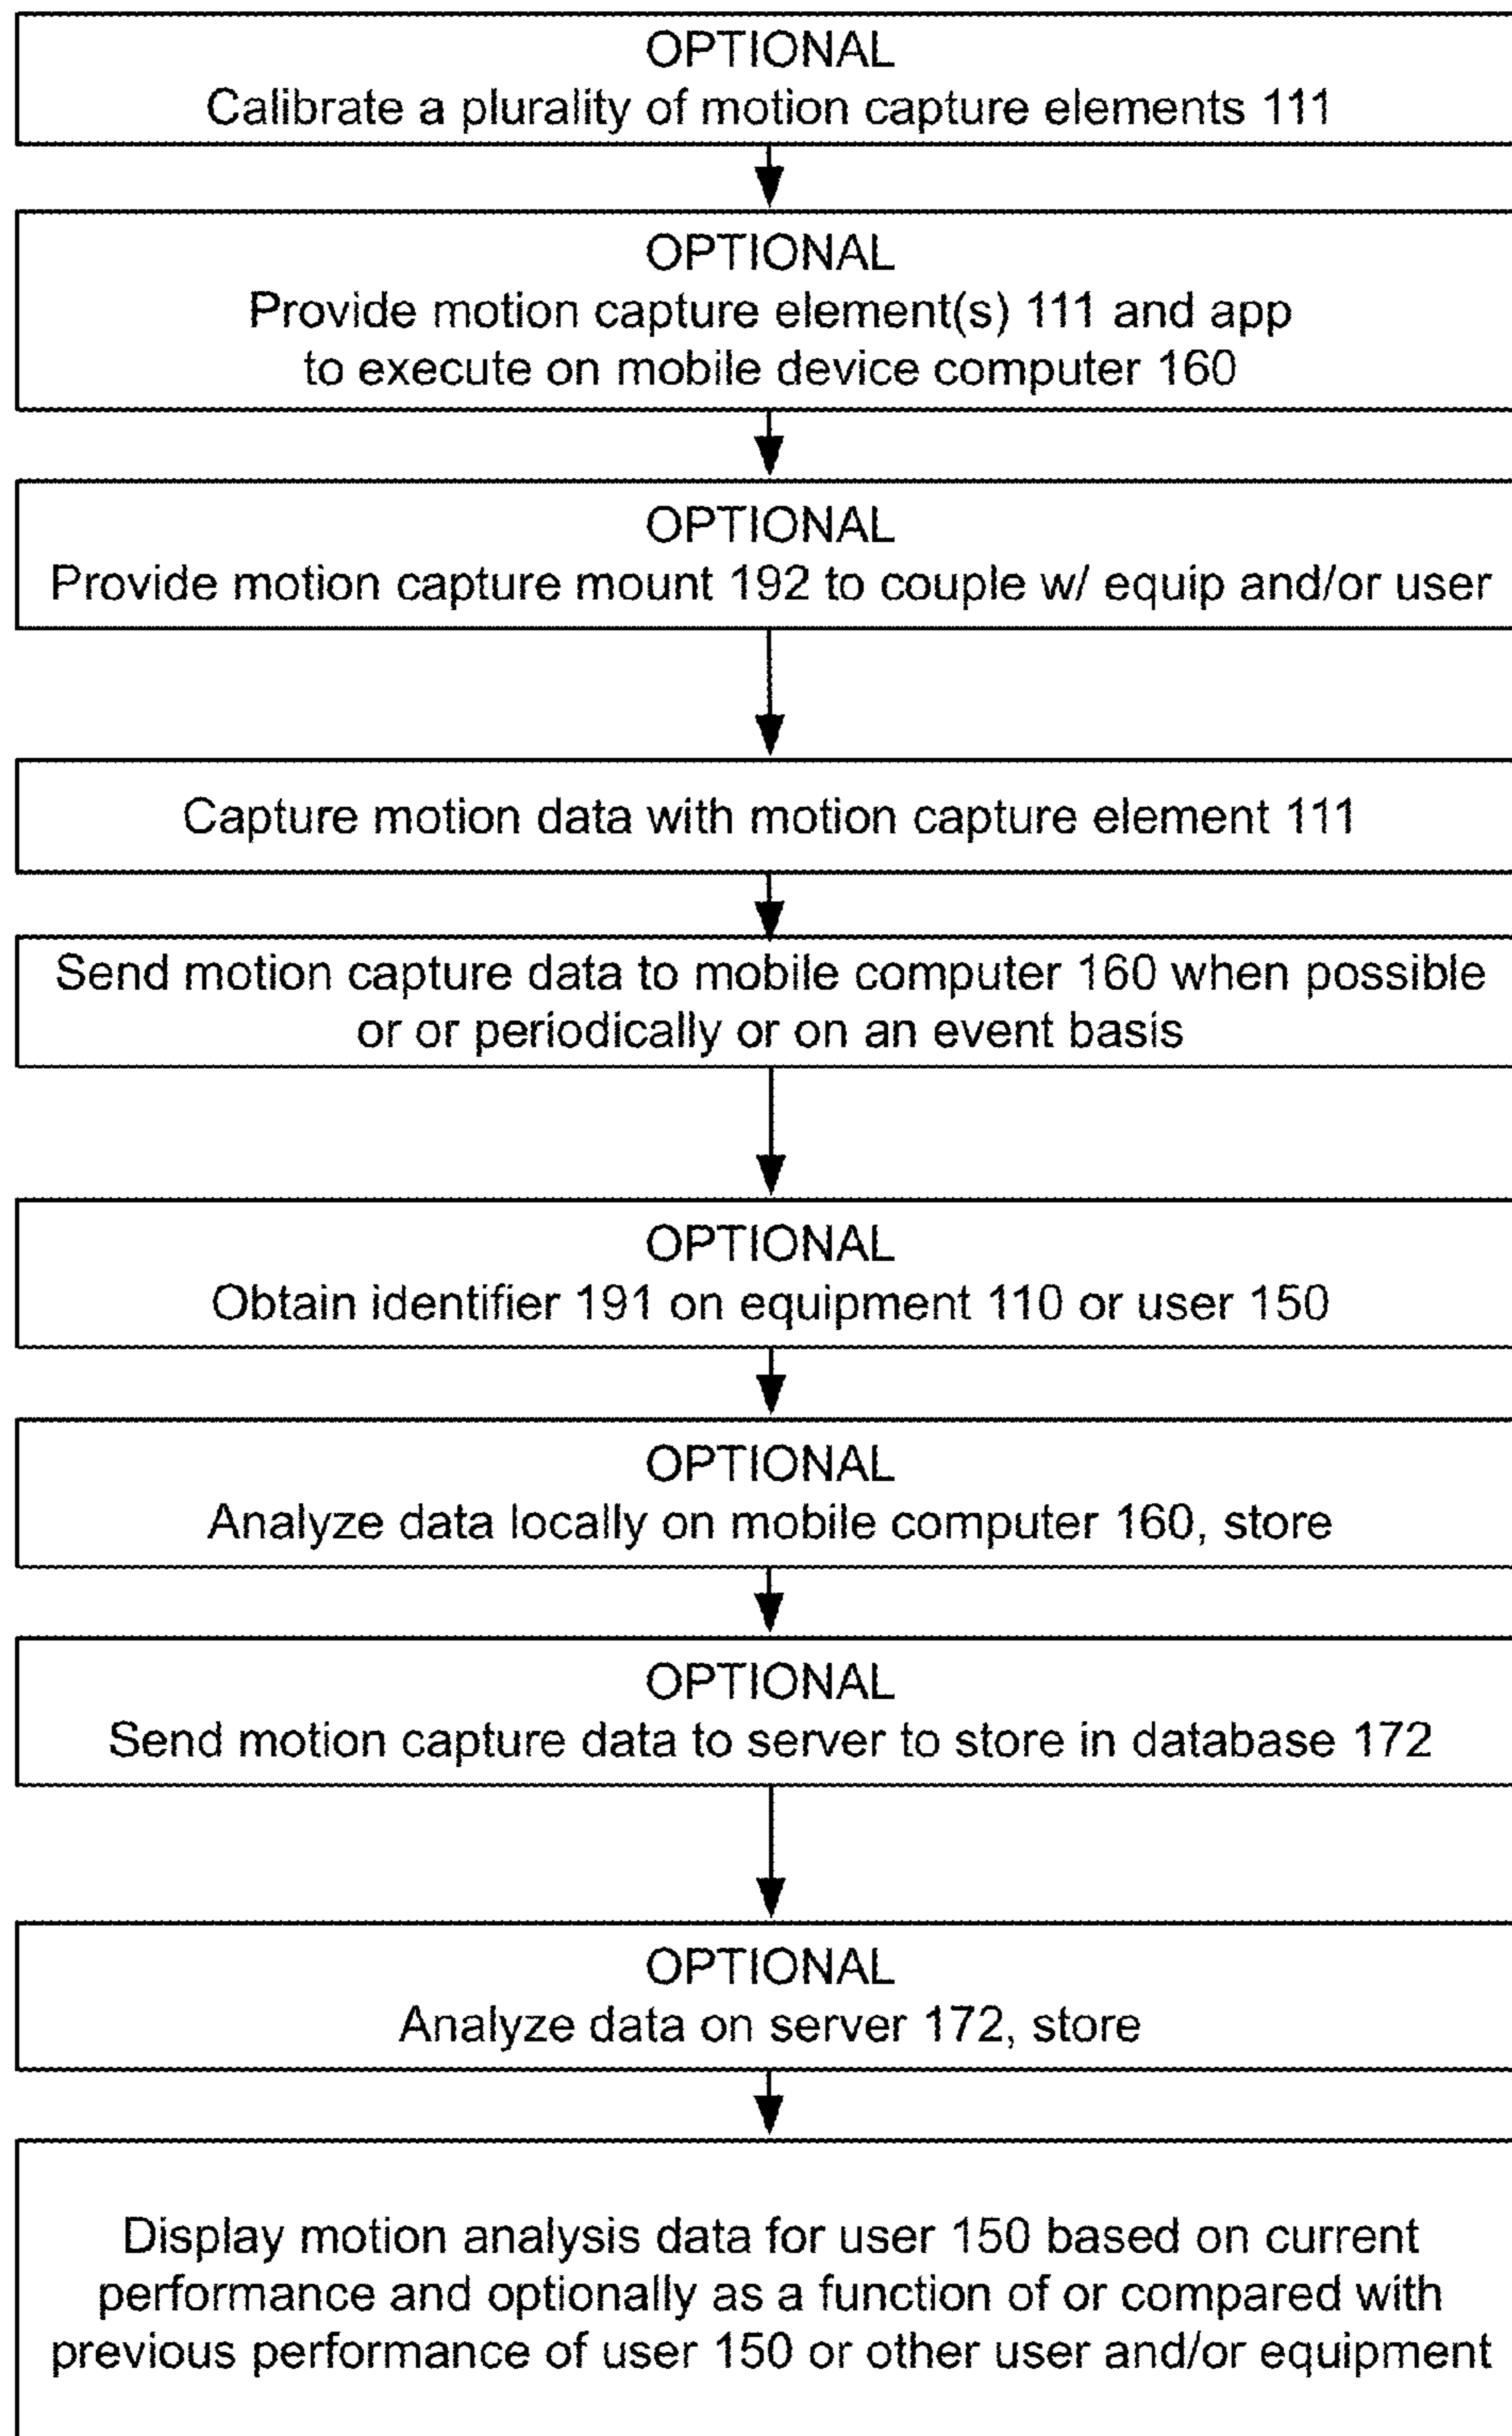 OPTIONAL
Calibrate a plurality of motion capture elements 111
OPTIONAL
Provide motion capture element(s) 111 and app
to execute on mobile device computer 160
OPTIONAL
Provide motion capture mount 192 to couple w/ equip and/or user
Capture motion data with motion capture element 111
Send motion capture data to mobile computer 160 when possible
or or periodically or on an event basis
OPTIONAL
Obtain identifier 191 on equipment 110 or user 150
OPTIONAL
Analyze data locally on mobile computer 160, store
OPTIONAL
Send motion capture data to server to store in database 172
OPTIONAL
Analyze data on server 172, store
Display motion analysis data for user 150 based on current
performance and optionally as a function of or compared with
previous performance of user 150 or other user and/or equipment